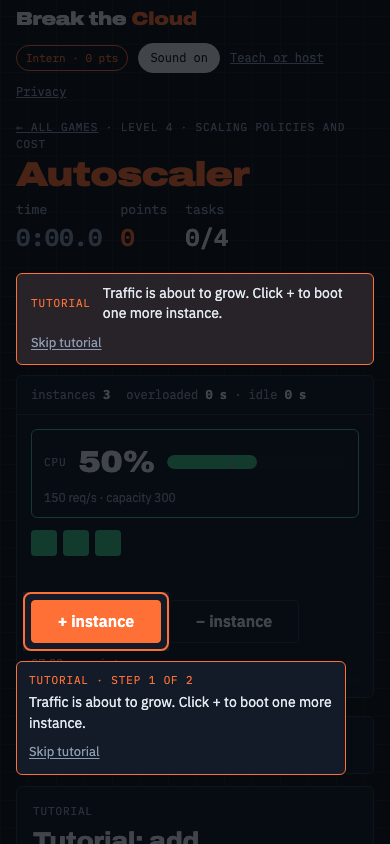 Break the Cloud
Intern · 0 pts
Sound on
Teach or host
Privacy
← ALL GAMES · LEVEL 4 · SCALING POLICIES AND
COST
Autoscaler
time points tasks
0:00.0 0 0/4
TUTORIAL
Traffic is about to grow. Click + to boot
one more instance.
Skip tutorial
instances 3 overloaded 0 s · idle 0 s
CPU 50%
150 req/s · capacity 300
+ instance
− instance
TUTORIAL · STEP 1 OF 2
Traffic is about to grow. Click + to boot one more
instance.
Skip tutorial
TUTORIAL
Tutorial: add